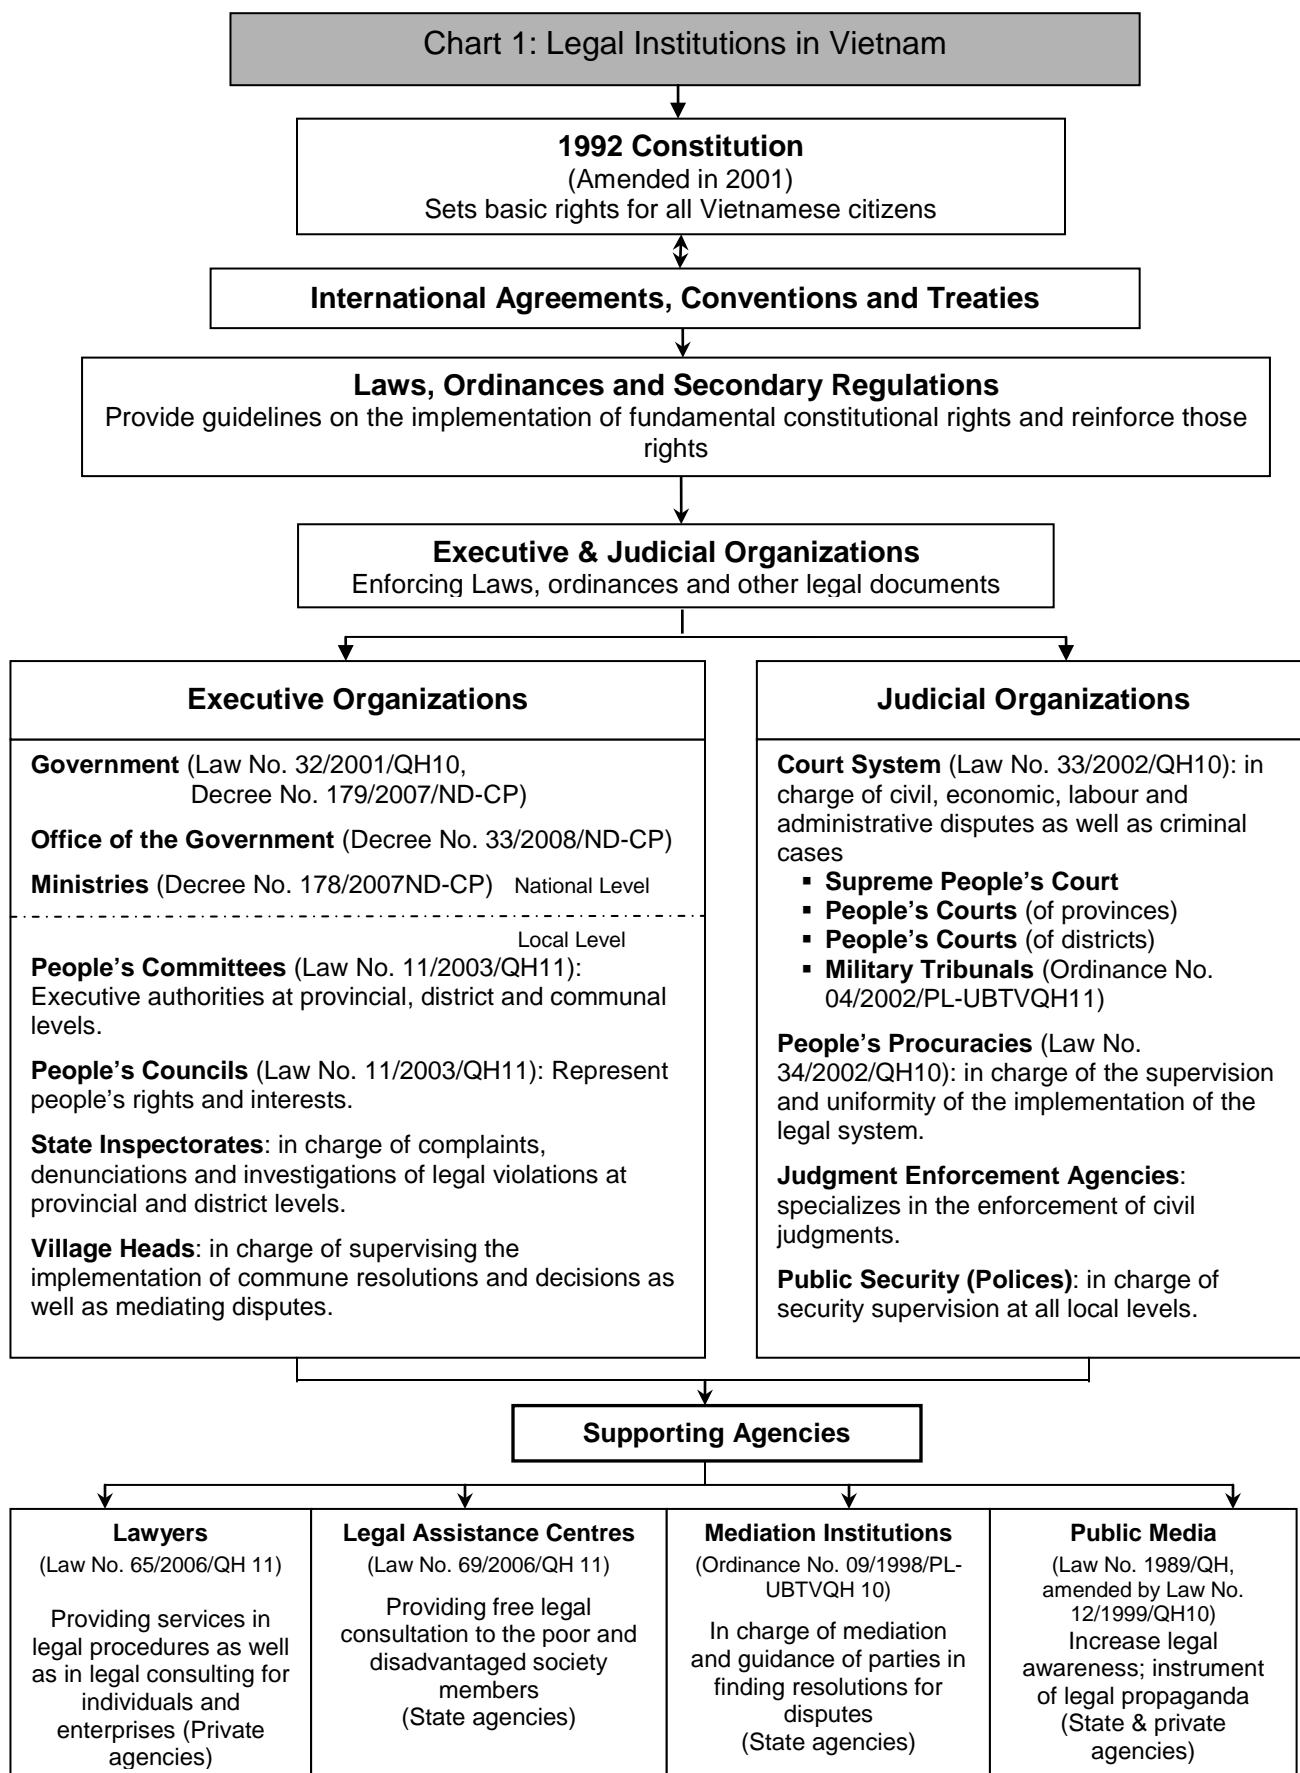 Chart 1: Legal Institutions in Vietnam
1992 Constitution
(Amended in 2001)
Sets basic rights for all Vietnamese citizens
International Agreements, Conventions and Treaties
Laws, Ordinances and Secondary Regulations
Provide guidelines on the implementation of fundamental constitutional rights and reinforce those
rights
Executive & Judicial Organizations
Enforcing Laws, ordinances and other legal documents
Executive Organizations
Government (Law No. 32/2001/QH10,
Decree No. 179/2007/ND-CP)
Office of the Government (Decree No. 33/2008/ND-CP)
Ministries (Decree No. 178/2007ND-CP) National Level
Local Level
People's Committees (Law No. 11/2003/QH11):
Executive authorities at provincial, district and communal
levels.
People's Councils (Law No. 11/2003/QH11): Represent
people's rights and interests.
State Inspectorates: in charge of complaints,
denunciations and investigations of legal violations at
provincial and district levels.
Village Heads: in charge of supervising the
implementation of commune resolutions and decisions as
well as mediating disputes.
Judicial Organizations
Court System (Law No. 33/2002/QH10): in
charge of civil, economic, labour and
administrative disputes as well as criminal
cases
▪ Supreme People's Court
▪ People's Courts (of provinces)
▪ People's Courts (of districts)
▪ Military Tribunals (Ordinance No.
04/2002/PL-UBTVQH11)
People's Procuracies (Law No.
34/2002/QH10): in charge of the supervision
and uniformity of the implementation of the
legal system.
Judgment Enforcement Agencies:
specializes in the enforcement of civil
judgments.
Public Security (Polices): in charge of
security supervision at all local levels.
Supporting Agencies
Lawyers
(Law No. 65/2006/QH 11)
Providing services in
legal procedures as well
as in legal consulting for
individuals and
enterprises (Private
agencies)
Legal Assistance Centres
(Law No. 69/2006/QH 11)
Providing free legal
consultation to the poor and
disadvantaged society
members
(State agencies)
Mediation Institutions
(Ordinance No. 09/1998/PL-
UBTVQH 10)
In charge of mediation
and guidance of parties in
finding resolutions for
disputes
(State agencies)
Public Media
(Law No. 1989/QH,
amended by Law No.
12/1999/QH10)
Increase legal
awareness; instrument
of legal propaganda
(State & private
agencies)